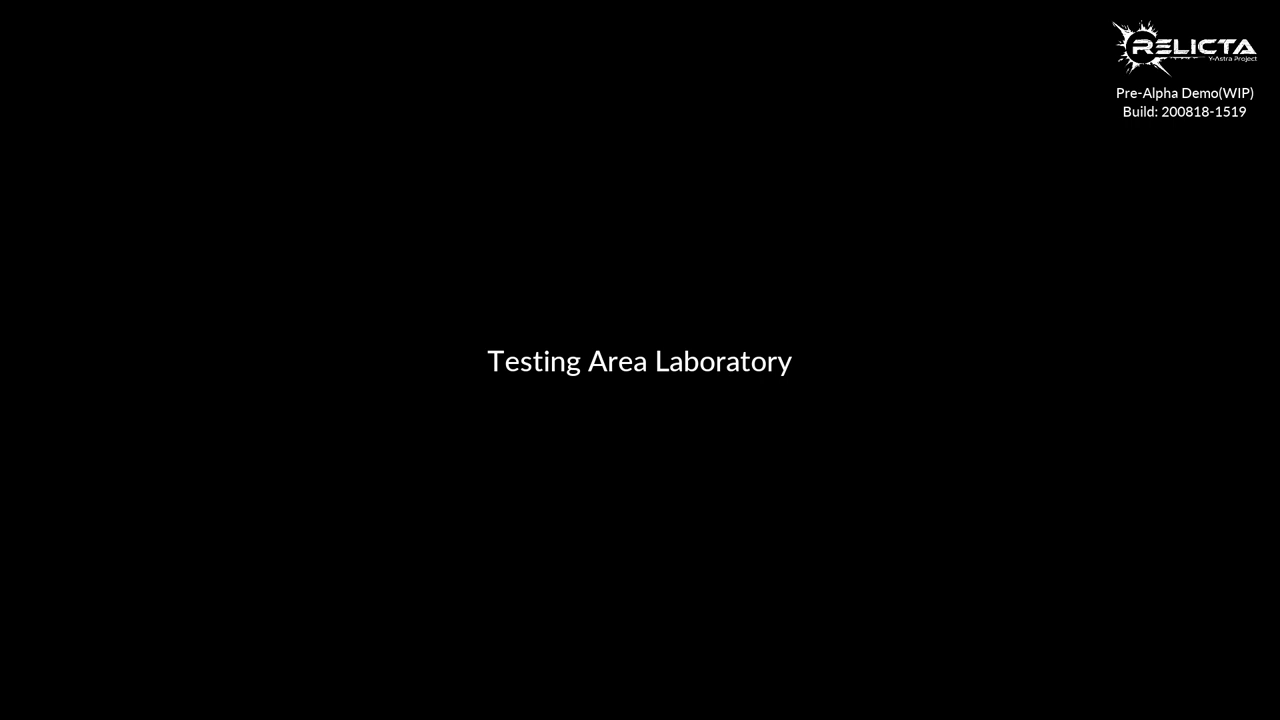 RELICTA
Y-Astra Project
Pre-Alpha Demo(WIP)
Build: 200818-1519
Testing Area Laboratory